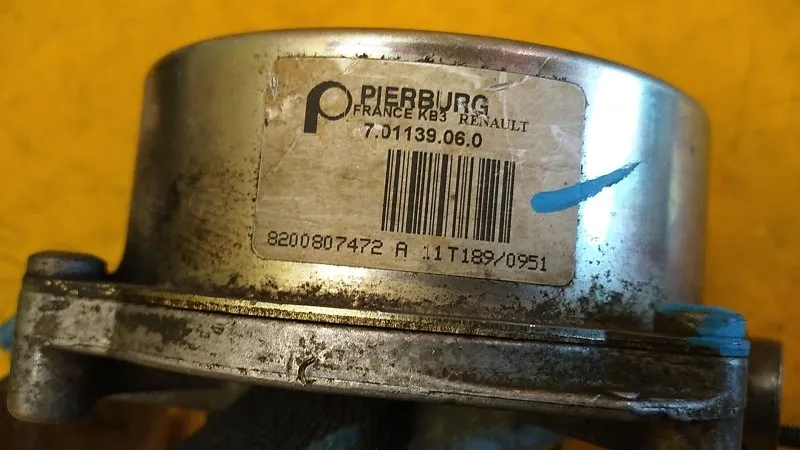 PIERBURG
FRANCE KB3 RENAULT
7.01139.06.0
8200807472 A 11T189/0951